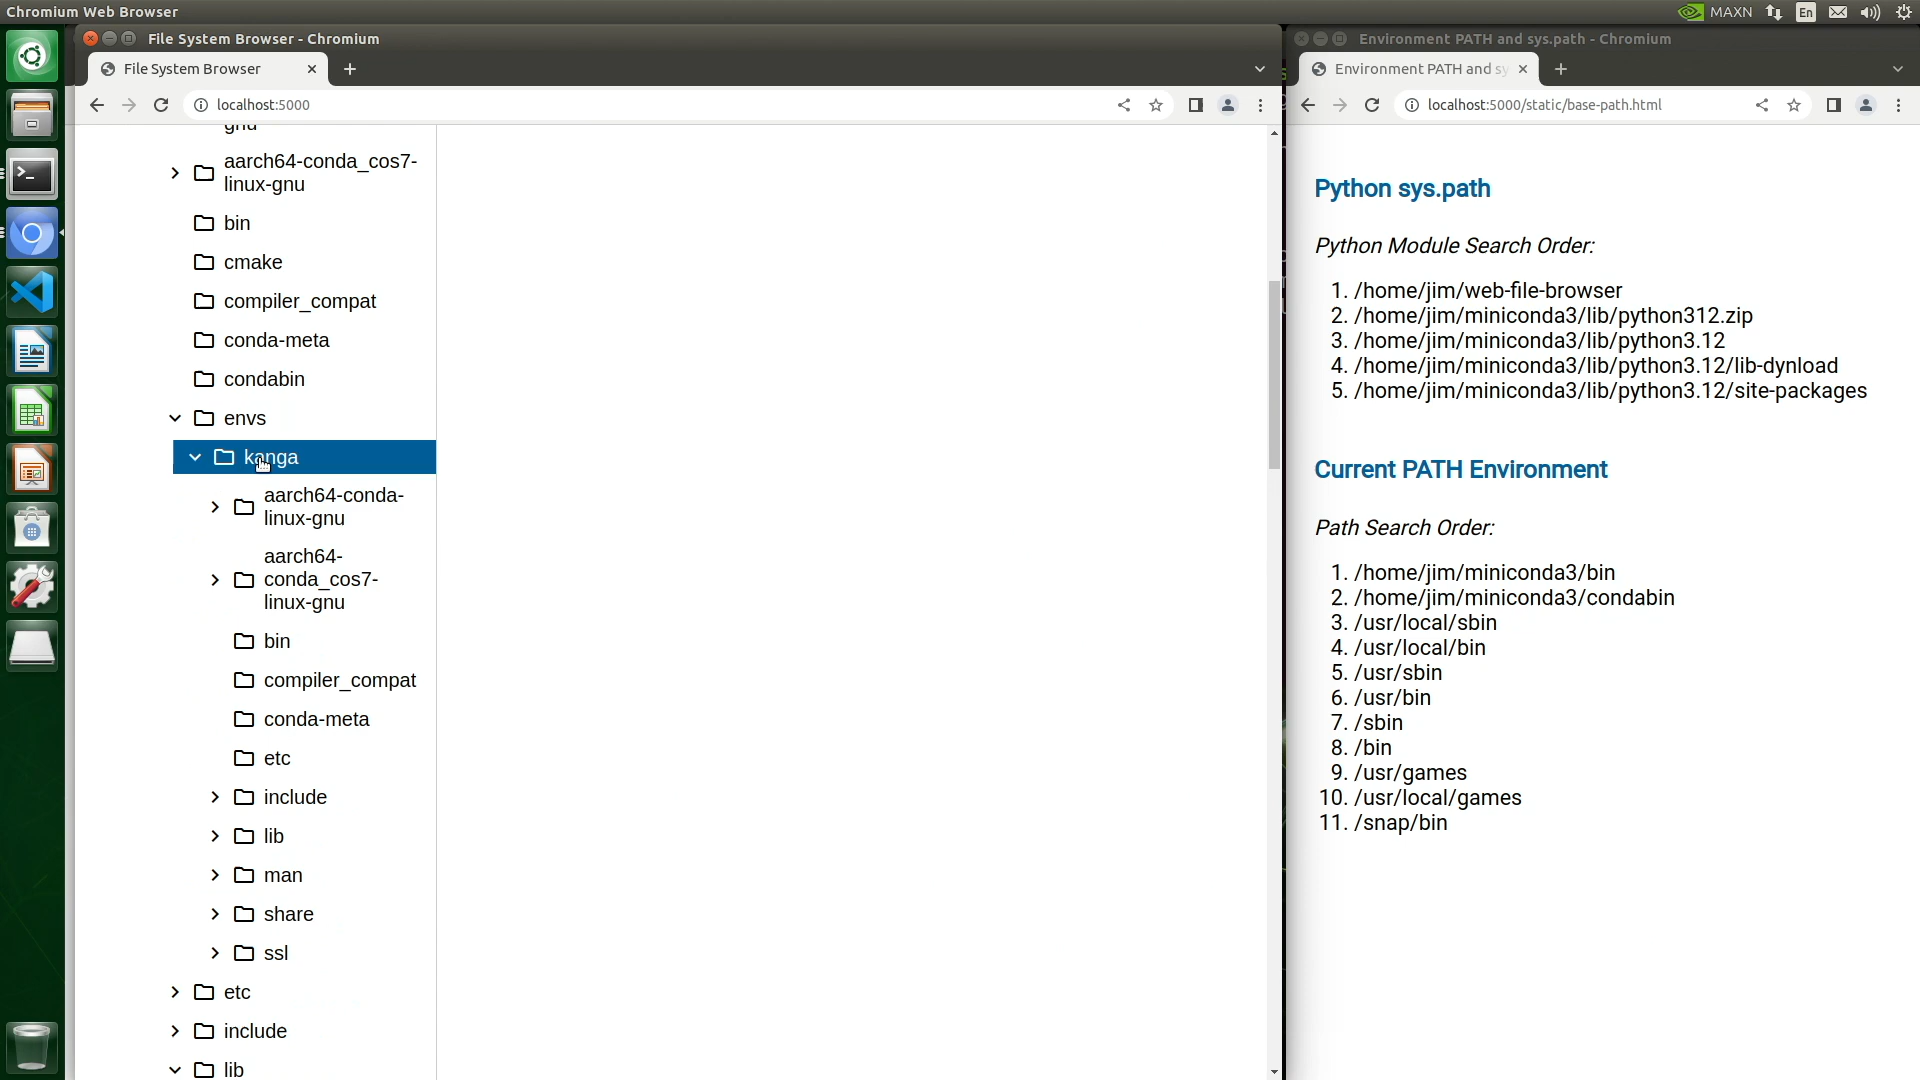 Chromium Web Browser
MAXN
En
File System Browser - Chromium
File System Browser
localhost:5000
gnu
aarch64-conda_cos7-
linux-gnu
bin
cmake
compiler_compat
conda-meta
condabin
envs
kanga
aarch64-conda-
linux-gnu
aarch64-
conda_cos7-
linux-gnu
bin
compiler_compat
conda-meta
etc
include
lib
man
share
ssl
etc
include
lib
Environment PATH and sys.path - Chromium
Environment PATH and sy
localhost:5000/static/base-path.html
Python sys.path
Python Module Search Order:
1. /home/jim/web-file-browser
2. /home/jim/miniconda3/lib/python312.zip
3. /home/jim/miniconda3/lib/python3.12
4. /home/jim/miniconda3/lib/python3.12/lib-dynload
5. /home/jim/miniconda3/lib/python3.12/site-packages
Current PATH Environment
Path Search Order:
1. /home/jim/miniconda3/bin
2. /home/jim/miniconda3/condabin
3. /usr/local/sbin
4. /usr/local/bin
5. /usr/sbin
6. /usr/bin
7. /sbin
8. /bin
9. /usr/games
10. /usr/local/games
11. /snap/bin